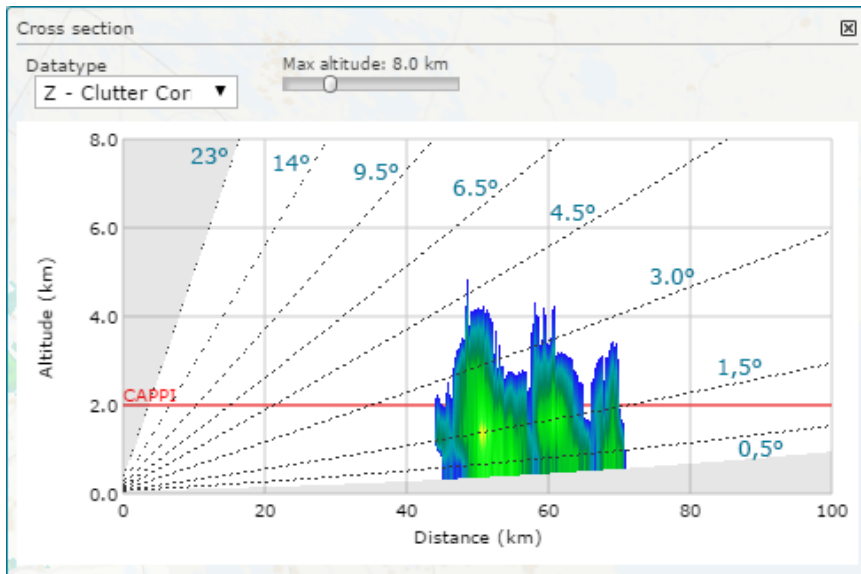 Cross section
Datatype
Max altitude: 8.0 km
Z - Clutter Cor
8.0
23º
14º
9.5º
6.5º
4.5º
6.0
3.0º
4.0
1,5º
CAPPI
2.0
0,5º
0.0
0
20
40
60
80
100
Altitude (km)
Distance (km)